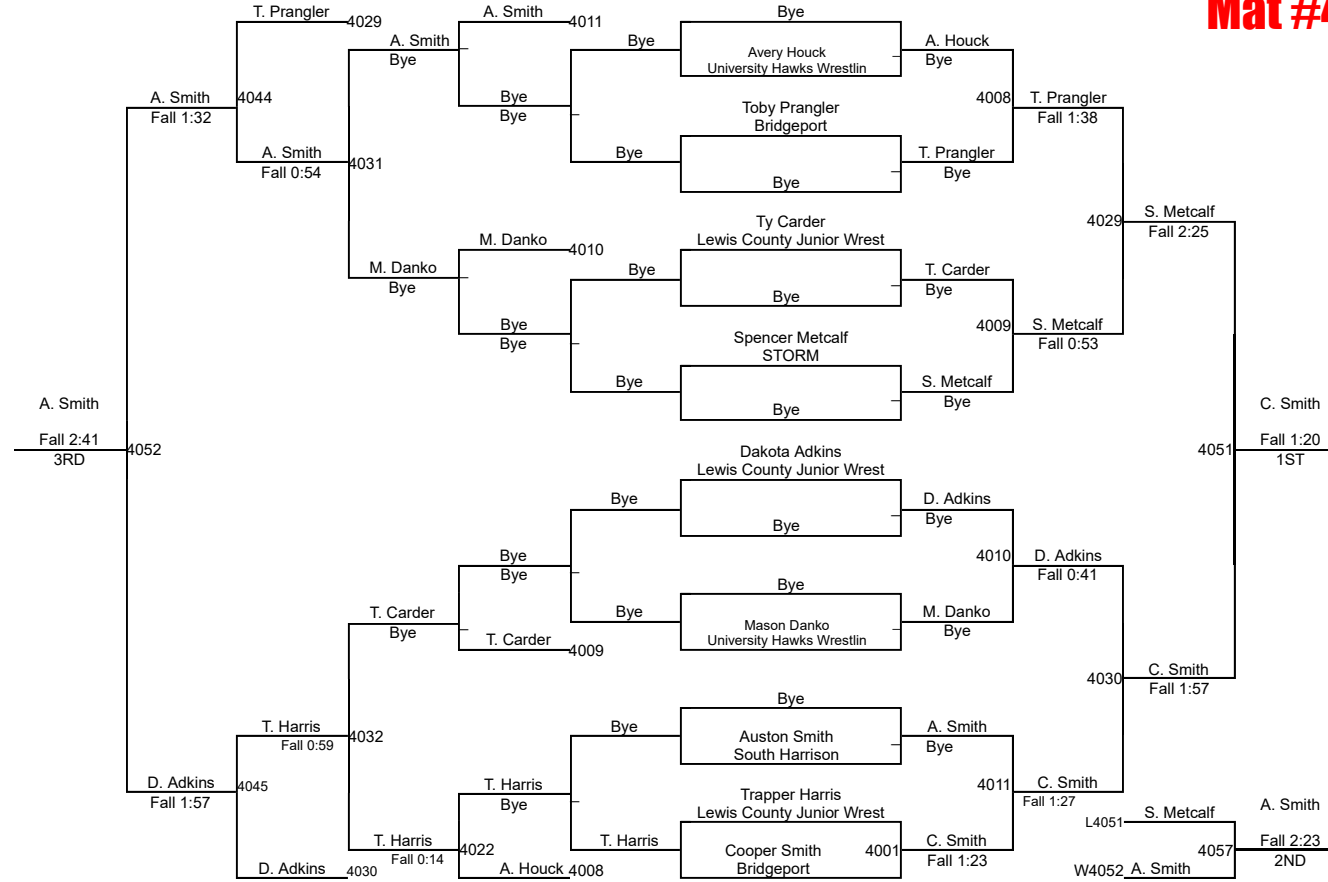 Mat #4
T. Prangler
4029
A. Smith
4011
Bye
A. Smith
Bye
Bye
Avery Houck
University Hawks Wrestlin
A. Houck
Bye
A. Smith
Fall 1:32
4044
Bye
Bye
Toby Prangler
Bridgeport
4008
T. Prangler
Fall 1:38
A. Smith
Fall 0:54
4031
Bye
Bye
T. Prangler
Bye
M. Danko
4010
Ty Carder
Lewis County Junior Wrest
4029
S. Metcalf
Fall 2:25
M. Danko
Bye
Bye
Bye
T. Carder
Bye
Bye
Bye
Spencer Metcalf
STORM
4009
S. Metcalf
Fall 0:53
Bye
Bye
S. Metcalf
Bye
A. Smith
Fall 2:41
3RD
4052
C. Smith
Fall 1:20
1ST
4051
Dakota Adkins
Lewis County Junior Wrest
Bye
Bye
D. Adkins
Bye
Bye
Bye
4010
D. Adkins
Fall 0:41
T. Carder
Bye
Bye
Bye
Mason Danko
University Hawks Wrestlin
M. Danko
Bye
T. Carder
4009
4030
C. Smith
Fall 1:57
T. Harris
Fall 0:59
4032
Bye
Bye
Auston Smith
South Harrison
A. Smith
Bye
D. Adkins
Fall 1:57
4045
T. Harris
Bye
Trapper Harris
Lewis County Junior Wrest
4011
C. Smith
Fall 1:27
T. Harris
Fall 0:14
4022
T. Harris
Cooper Smith
Bridgeport
4001
C. Smith
Fall 1:23
D. Adkins
4030
A. Houck
4008
L4051
S. Metcalf
4057
W4052
A. Smith
A. Smith
Fall 2:23
2ND